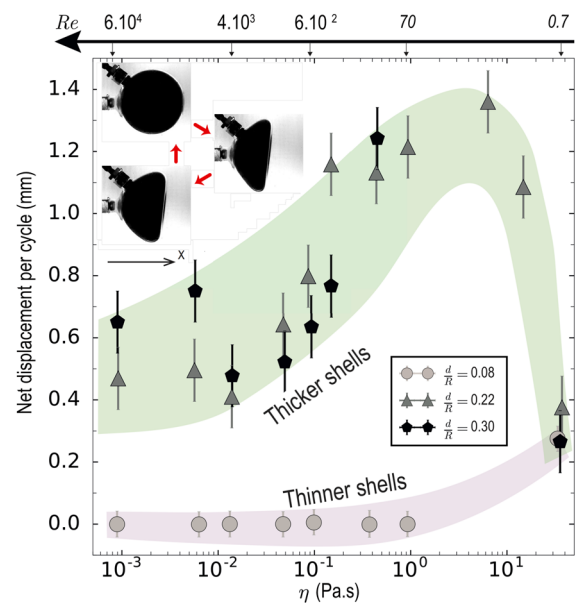 Re 6.10⁴ 4.10³ 6.10² 70 0.7
1.4
1.2
1.0
0.8
0.6
0.4
0.2
0.0
Net displacement per cycle (mm)
x
Thicker shells
d/R = 0.08
d/R = 0.22
d/R = 0.30
Thinner shells
10⁻³ 10⁻² 10⁻¹ 10⁰ 10¹
η (Pa.s)